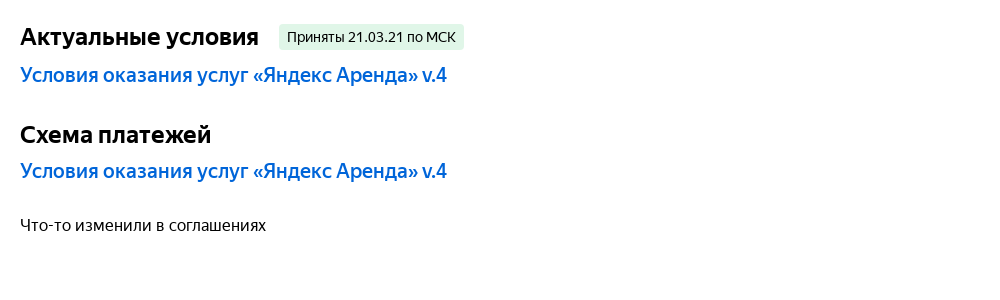 Актуальные условия Приняты 21.03.21 по МСК
Условия оказания услуг «Яндекс Аренда» v.4
Схема платежей
Условия оказания услуг «Яндекс Аренда» v.4
Что-то изменили в соглашениях